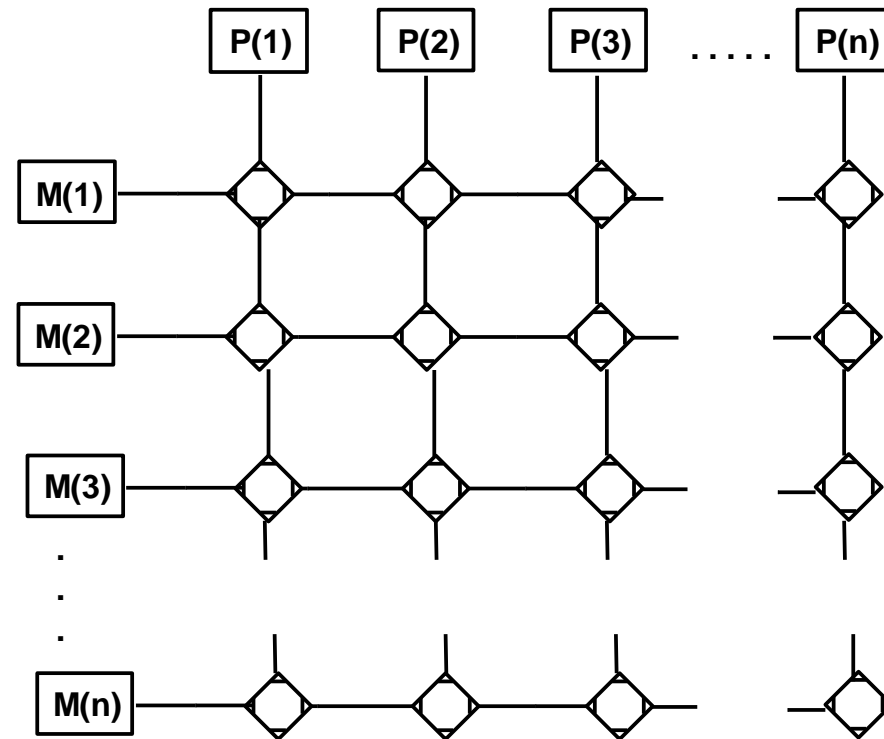 P(1) P(2) P(3) ..... P(n)
M(1)
M(2)
M(3)
.
.
.
M(n)